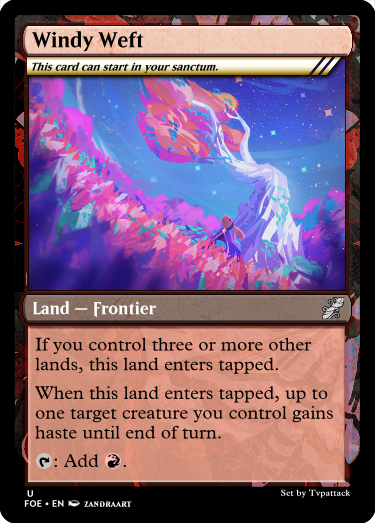 Windy Weft
This card can start in your sanctum.
Land — Frontier
If you control three or more other
lands, this land enters tapped.
When this land enters tapped, up to
one target creature you control gains
haste until end of turn.
: Add .
U
FOE • EN ZANDRAART
Set by Tvpattack